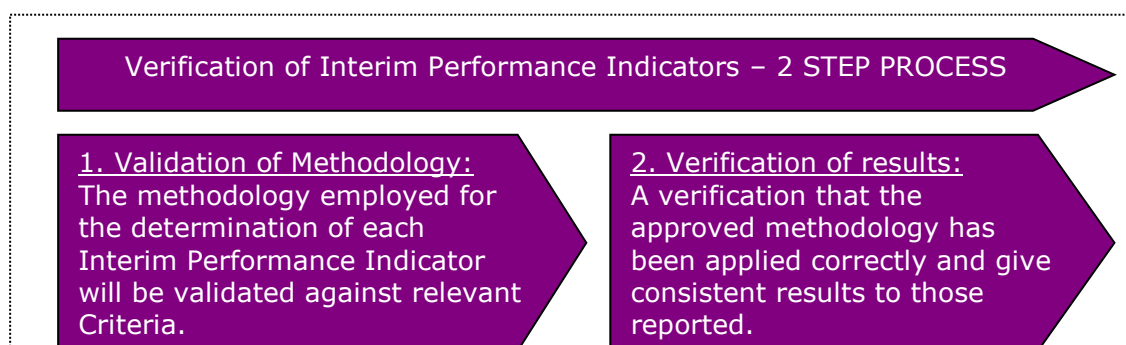 Verification of Interim Performance Indicators – 2 STEP PROCESS
1. Validation of Methodology:
The methodology employed for
the determination of each
Interim Performance Indicator
will be validated against relevant
Criteria.
2. Verification of results:
A verification that the
approved methodology has
been applied correctly and give
consistent results to those
reported.